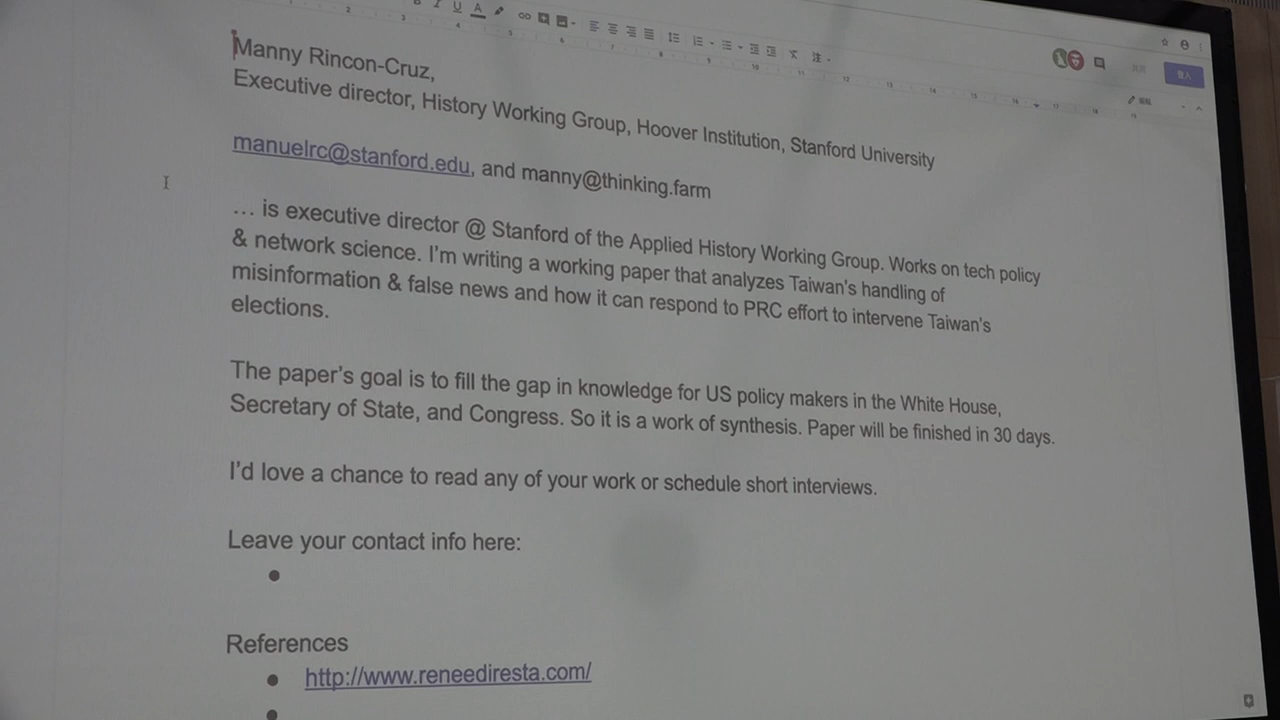 Manny Rincon-Cruz,
Executive director, History Working Group, Hoover Institution, Stanford University
manuelrc@stanford.edu, and manny@thinking.farm
… is executive director @ Stanford of the Applied History Working Group. Works on tech policy
& network science. I'm writing a working paper that analyzes Taiwan's handling of
misinformation & false news and how it can respond to PRC effort to intervene Taiwan's
elections.
The paper's goal is to fill the gap in knowledge for US policy makers in the White House,
Secretary of State, and Congress. So it is a work of synthesis. Paper will be finished in 30 days.
I'd love a chance to read any of your work or schedule short interviews.
Leave your contact info here:
References
http://www.reneediresta.com/